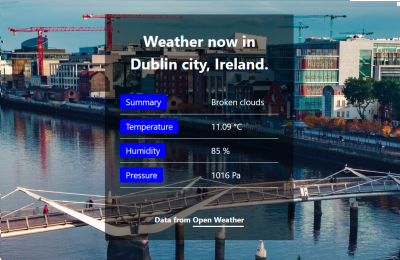 Weather now in
Dublin city, Ireland.
Summary Broken clouds
Temperature 11.09 °C
Humidity 85 %
Pressure 1016 Pa
Data from Open Weather